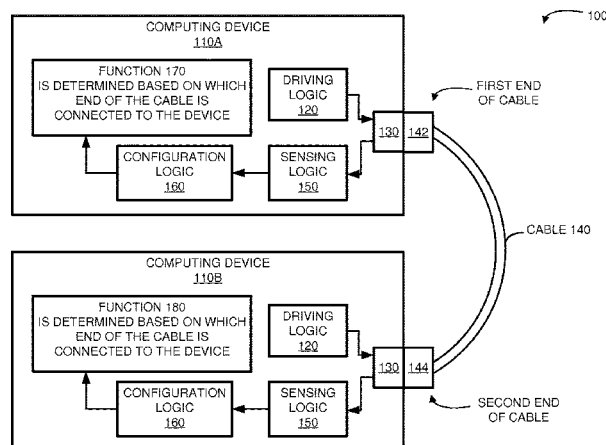 100
COMPUTING DEVICE
110A
FUNCTION 170
IS DETERMINED BASED ON WHICH
END OF THE CABLE IS
CONNECTED TO THE DEVICE
DRIVING
LOGIC
120
FIRST END
OF CABLE
130
142
CONFIGURATION
LOGIC
160
SENSING
LOGIC
150
CABLE 140
COMPUTING DEVICE
110B
FUNCTION 180
IS DETERMINED BASED ON WHICH
END OF THE CABLE IS
CONNECTED TO THE DEVICE
DRIVING
LOGIC
120
130
144
CONFIGURATION
LOGIC
160
SENSING
LOGIC
150
SECOND END
OF CABLE